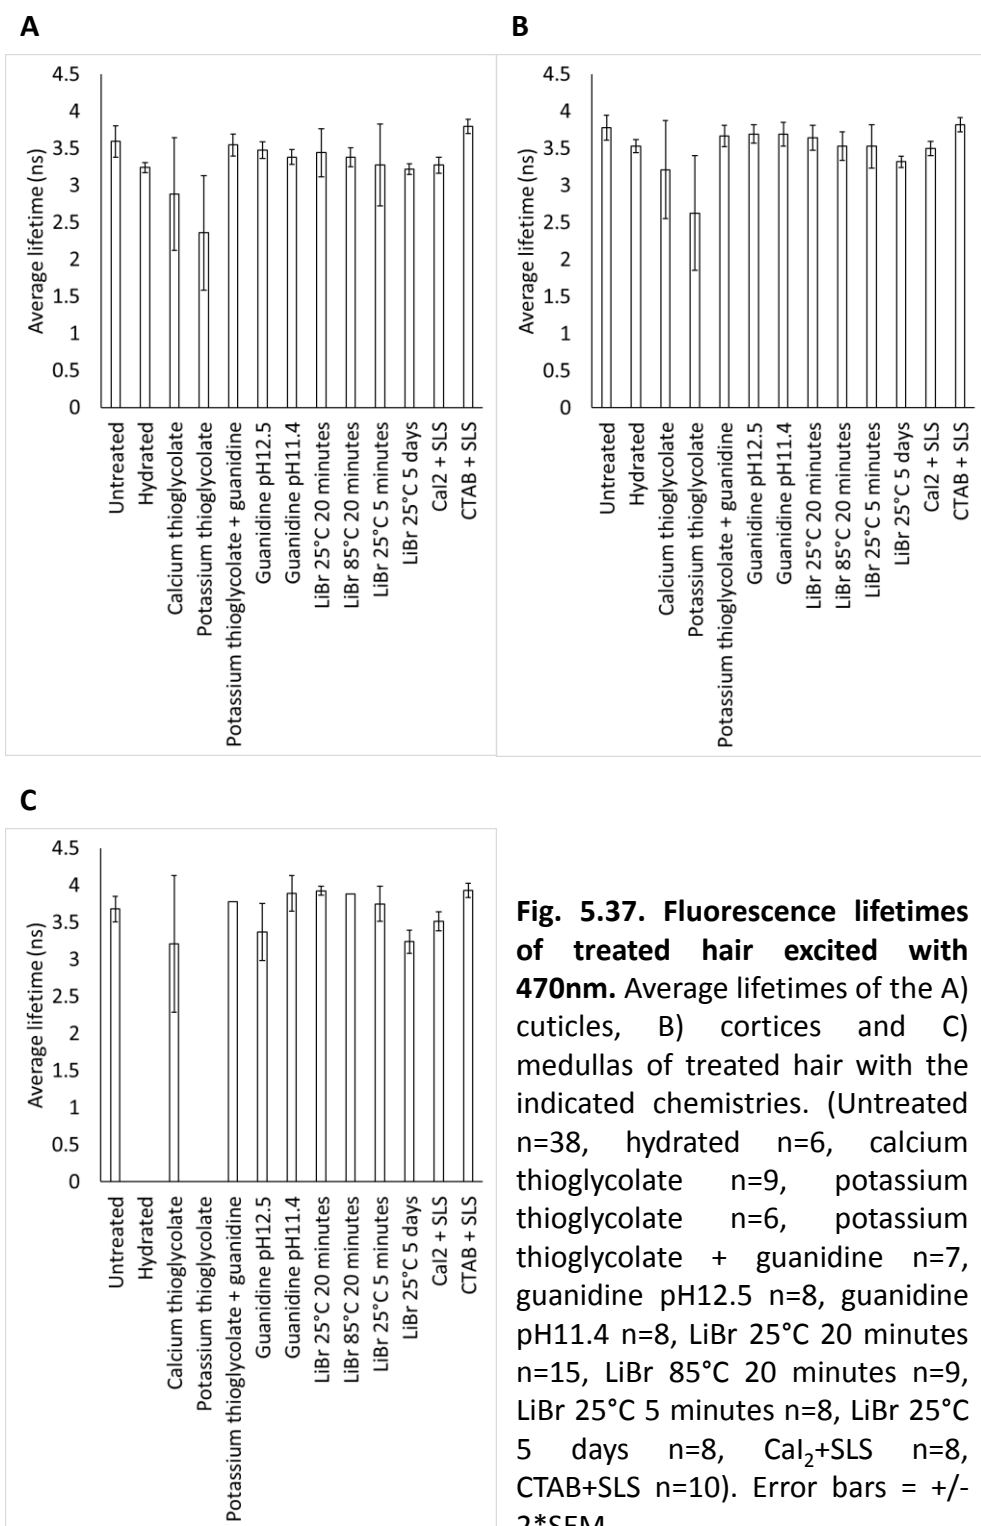 A
4.5
4
3.5
3
2.5
2
1.5
1
0.5
0
Average lifetime (ns)
Untreated
Hydrated
Calcium thioglycolate
Potassium thioglycolate
Potassium thioglycolate + guanidine
Guanidine pH12.5
Guanidine pH11.4
LiBr 25°C 20 minutes
LiBr 85°C 20 minutes
LiBr 25°C 5 minutes
LiBr 25°C 5 days
CaI2 + SLS
CTAB + SLS
B
4.5
4
3.5
3
2.5
2
1.5
1
0.5
0
Average lifetime (ns)
Untreated
Hydrated
Calcium thioglycolate
Potassium thioglycolate
Potassium thioglycolate + guanidine
Guanidine pH12.5
Guanidine pH11.4
LiBr 25°C 20 minutes
LiBr 85°C 20 minutes
LiBr 25°C 5 minutes
LiBr 25°C 5 days
CaI2 + SLS
CTAB + SLS
C
4.5
4
3.5
3
2.5
2
1.5
1
0.5
0
Average lifetime (ns)
Untreated
Hydrated
Calcium thioglycolate
Potassium thioglycolate
Potassium thioglycolate + guanidine
Guanidine pH12.5
Guanidine pH11.4
LiBr 25°C 20 minutes
LiBr 85°C 20 minutes
LiBr 25°C 5 minutes
LiBr 25°C 5 days
CaI2 + SLS
CTAB + SLS
Fig. 5.37. Fluorescence lifetimes
of treated hair excited with
470nm. Average lifetimes of the A)
cuticles, B) cortices and C)
medullas of treated hair with the
indicated chemistries. (Untreated
n=38, hydrated n=6, calcium
thioglycolate n=9, potassium
thioglycolate n=6, potassium
thioglycolate + guanidine n=7,
guanidine pH12.5 n=8, guanidine
pH11.4 n=8, LiBr 25°C 20 minutes
n=15, LiBr 85°C 20 minutes n=9,
LiBr 25°C 5 minutes n=8, LiBr 25°C
5 days n=8, CaI₂+SLS n=8,
CTAB+SLS n=10). Error bars = +/-
2*SEM